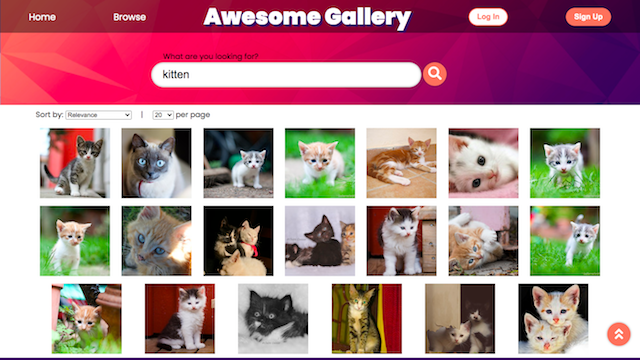 Home
Browse
Awesome Gallery
Log In
Sign Up
What are you looking for?
kitten
Sort by: Relevance | 20 per page